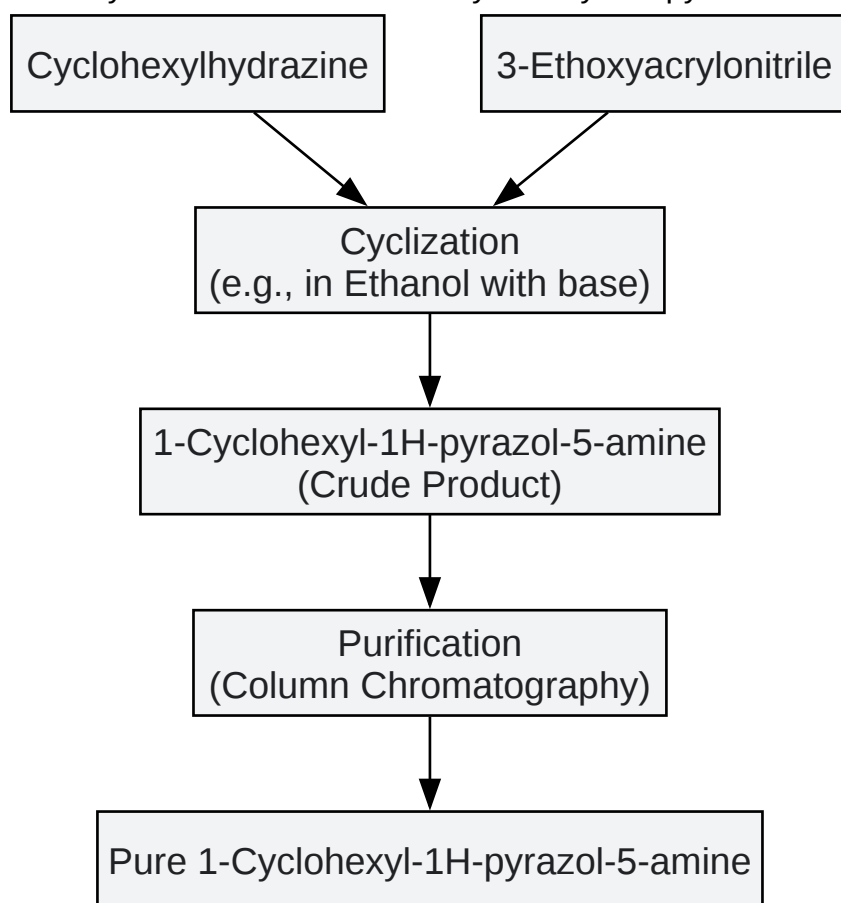 Cyclohexylhydrazine
3-Ethoxyacrylonitrile
Cyclization
(e.g., in Ethanol with base)
1-Cyclohexyl-1H-pyrazol-5-amine
(Crude Product)
Purification
(Column Chromatography)
Pure 1-Cyclohexyl-1H-pyrazol-5-amine